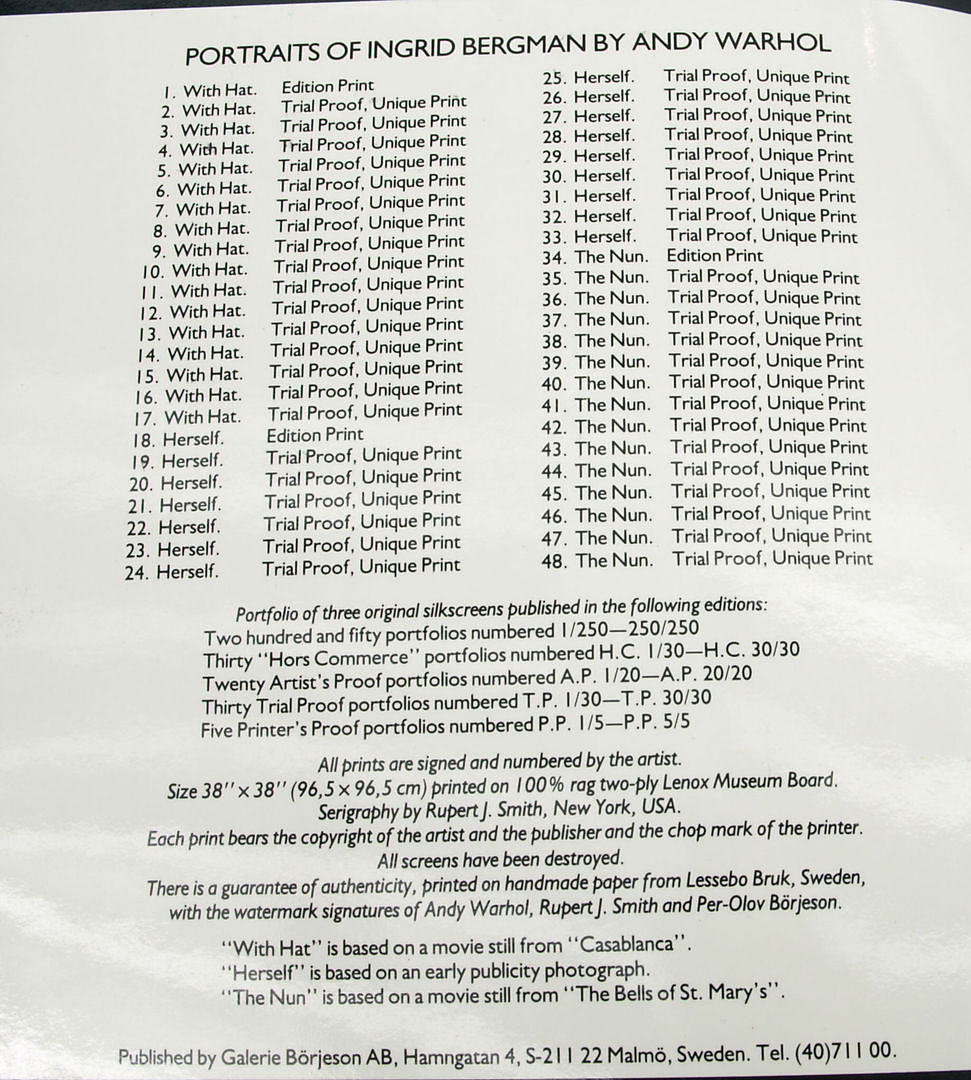 PORTRAITS OF INGRID BERGMAN BY ANDY WARHOL
1. With Hat. Edition Print
2. With Hat. Trial Proof, Unique Print
3. With Hat. Trial Proof, Unique Print
4. With Hat. Trial Proof, Unique Print
5. With Hat. Trial Proof, Unique Print
6. With Hat. Trial Proof, Unique Print
7. With Hat. Trial Proof, Unique Print
8. With Hat. Trial Proof, Unique Print
9. With Hat. Trial Proof, Unique Print
10. With Hat. Trial Proof, Unique Print
11. With Hat. Trial Proof, Unique Print
12. With Hat. Trial Proof, Unique Print
13. With Hat. Trial Proof, Unique Print
14. With Hat. Trial Proof, Unique Print
15. With Hat. Trial Proof, Unique Print
16. With Hat. Trial Proof, Unique Print
17. With Hat. Trial Proof, Unique Print
18. Herself. Edition Print
19. Herself. Trial Proof, Unique Print
20. Herself. Trial Proof, Unique Print
21. Herself. Trial Proof, Unique Print
22. Herself. Trial Proof, Unique Print
23. Herself. Trial Proof, Unique Print
24. Herself. Trial Proof, Unique Print
25. Herself. Trial Proof, Unique Print
26. Herself. Trial Proof, Unique Print
27. Herself. Trial Proof, Unique Print
28. Herself. Trial Proof, Unique Print
29. Herself. Trial Proof, Unique Print
30. Herself. Trial Proof, Unique Print
31. Herself. Trial Proof, Unique Print
32. Herself. Trial Proof, Unique Print
33. Herself. Trial Proof, Unique Print
34. The Nun. Edition Print
35. The Nun. Trial Proof, Unique Print
36. The Nun. Trial Proof, Unique Print
37. The Nun. Trial Proof, Unique Print
38. The Nun. Trial Proof, Unique Print
39. The Nun. Trial Proof, Unique Print
40. The Nun. Trial Proof, Unique Print
41. The Nun. Trial Proof, Unique Print
42. The Nun. Trial Proof, Unique Print
43. The Nun. Trial Proof, Unique Print
44. The Nun. Trial Proof, Unique Print
45. The Nun. Trial Proof, Unique Print
46. The Nun. Trial Proof, Unique Print
47. The Nun. Trial Proof, Unique Print
48. The Nun. Trial Proof, Unique Print
Portfolio of three original silkscreens published in the following editions:
Two hundred and fifty portfolios numbered 1/250—250/250
Thirty ‘‘Hors Commerce’’ portfolios numbered H.C. 1/30—H.C. 30/30
Twenty Artist's Proof portfolios numbered A.P. 1/20—A.P. 20/20
Thirty Trial Proof portfolios numbered T.P. 1/30—T.P. 30/30
Five Printer's Proof portfolios numbered P.P. 1/5—P.P. 5/5
All prints are signed and numbered by the artist.
Size 38'' × 38'' (96,5 × 96,5 cm) printed on 100% rag two-ply Lenox Museum Board.
Serigraphy by Rupert J. Smith, New York, USA.
Each print bears the copyright of the artist and the publisher and the chop mark of the printer.
All screens have been destroyed.
There is a guarantee of authenticity, printed on handmade paper from Lessebo Bruk, Sweden,
with the watermark signatures of Andy Warhol, Rupert J. Smith and Per-Olov Börjeson.
‘‘With Hat’’ is based on a movie still from ‘‘Casablanca’’.
‘‘Herself’’ is based on an early publicity photograph.
‘‘The Nun’’ is based on a movie still from ‘‘The Bells of St. Mary's’’.
Published by Galerie Börjeson AB, Hamngatan 4, S-211 22 Malmö, Sweden. Tel. (40)711 00.